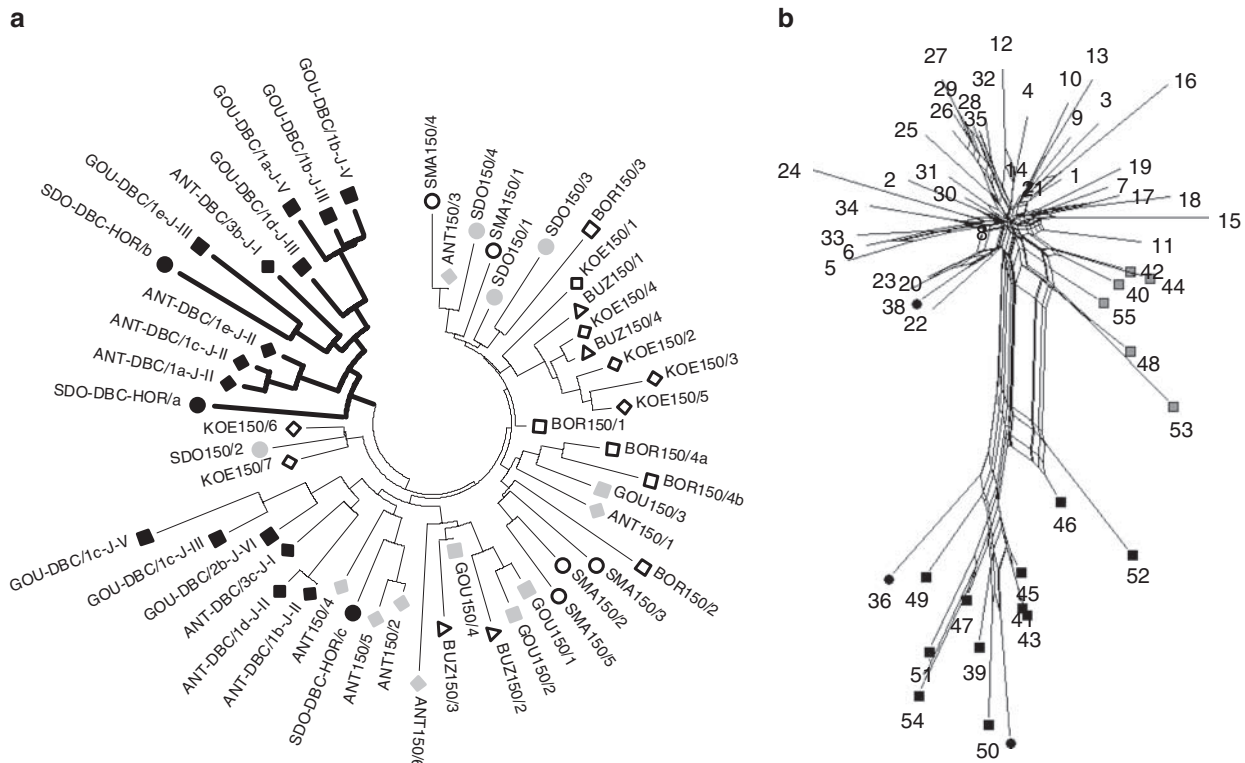 a
GOU-DBC/1b-J-V
GOU-DBC/1b-J-III
GOU-DBC/1a-J-V
GOU-DBC/1d-J-III
ANT-DBC/3b-J-I
GOU-DBC/1e-J-III
SDO-DBC-HOR/b
ANT-DBC/1e-J-II
ANT-DBC/1c-J-II
ANT-DBC/1a-J-II
SDO-DBC-HOR/a
KOE150/6
SDO150/2
KOE150/7
GOU-DBC/1c-J-V
GOU-DBC/1c-J-III
GOU-DBC/2b-J-VI
ANT-DBC/3c-J-I
ANT-DBC/1d-J-II
ANT-DBC/1b-J-II
ANT150/4
SDO-DBC-HOR/c
ANT150/5
ANT150/2
ANT150/6
BUZ150/3
GOU150/4
BUZ150/2
GOU150/2
GOU150/1
SMA150/5
SMA150/2
SMA150/3
BOR150/2
ANT150/1
GOU150/3
BOR150/4b
BOR150/4a
BOR150/1
KOE150/5
KOE150/3
KOE150/2
BUZ150/4
KOE150/4
BUZ150/1
KOE150/1
BOR150/3
SDO150/3
SDO150/1
SMA150/1
SDO150/4
ANT150/3
SMA150/4
b
12
27
32
13
10
16
29
4
28
26
35
3
9
25
24
31
14
1
19
2
30
21
7
17
18
34
15
33
8
6
11
5
42
23
20
40
44
38
55
22
48
53
46
52
36
49
45
47
41
43
51
39
54
50